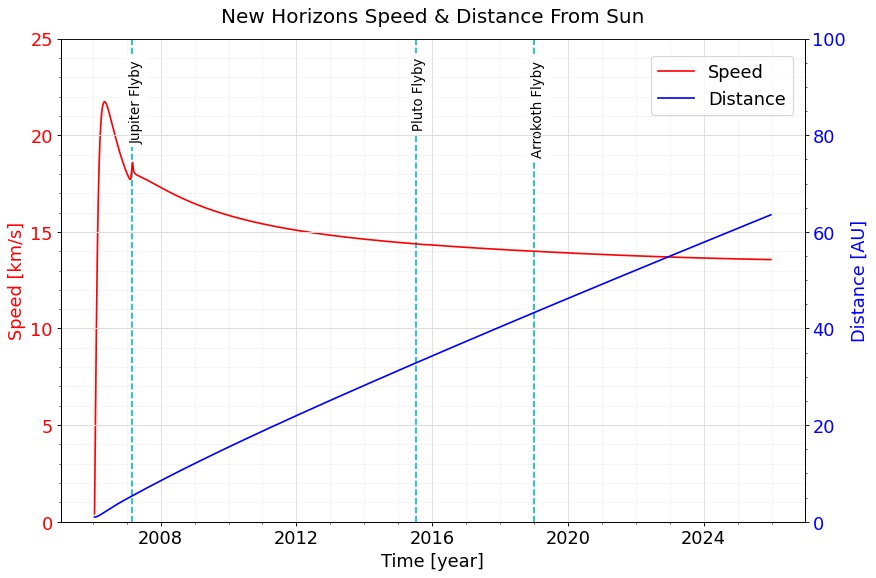 New Horizons Speed & Distance From Sun
25
20
15
10
5
0
Speed [km/s]
Jupiter Flyby
Pluto Flyby
Arrokoth Flyby
Speed
Distance
100
80
60
40
20
0
Distance [AU]
2008
2012
2016
2020
2024
Time [year]